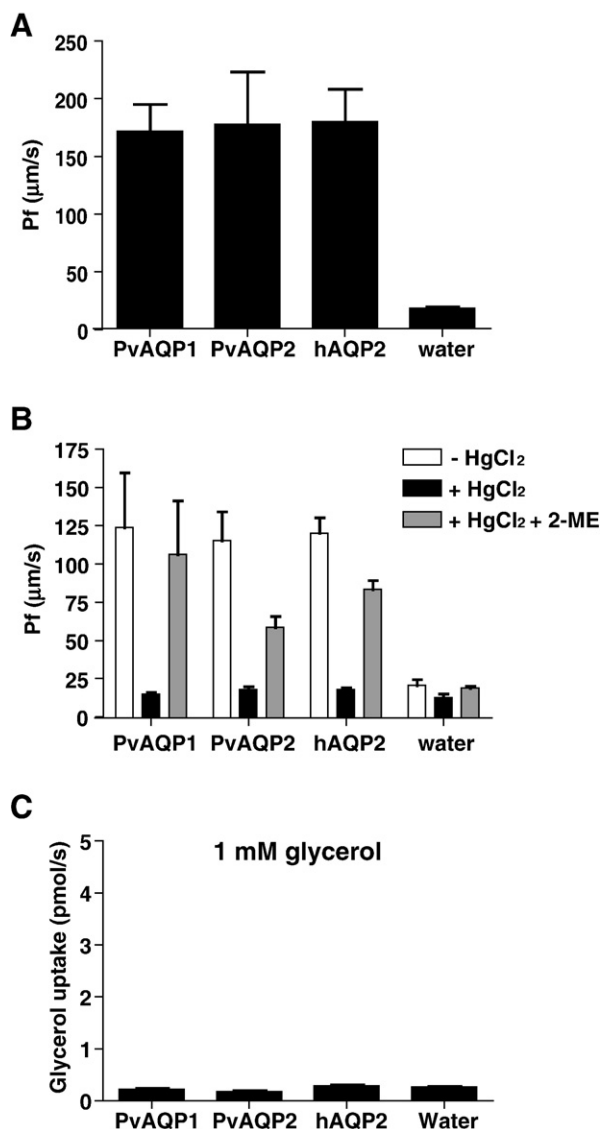 A
250
200
150
100
50
0
Pf (μm/s)
PvAQP1 PvAQP2 hAQP2 water
B
175
150
125
100
75
50
25
0
Pf (μm/s)
- HgCl₂
+ HgCl₂
+ HgCl₂ + 2-ME
PvAQP1 PvAQP2 hAQP2 water
C
1 mM glycerol
5
4
3
2
1
0
Glycerol uptake (pmol/s)
PvAQP1 PvAQP2 hAQP2 Water